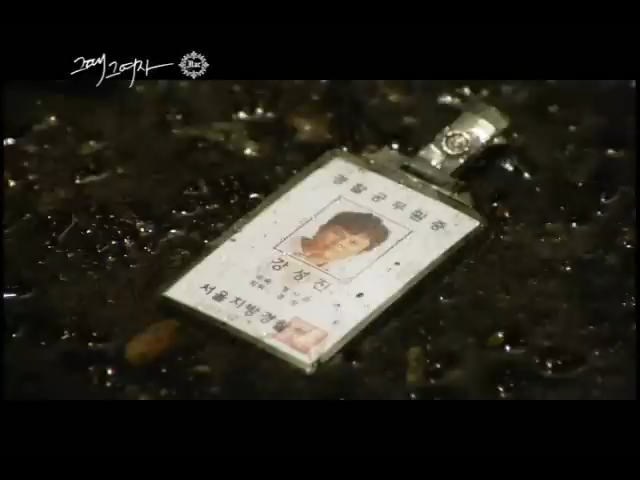 그때 그여자
경찰공무원증
강성진
서울지방경찰